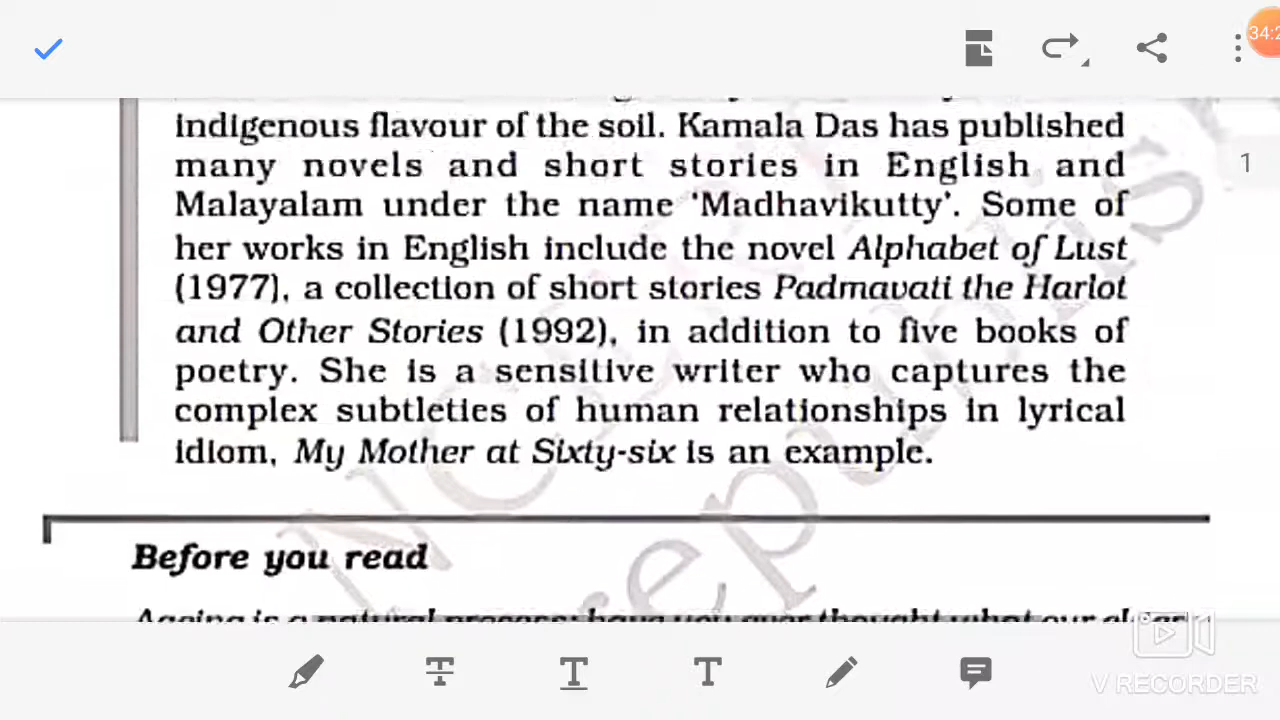 34:2
1
indigenous flavour of the soil. Kamala Das has published
many novels and short stories in English and
Malayalam under the name 'Madhavikutty'. Some of
her works in English include the novel Alphabet of Lust
(1977), a collection of short stories Padmavati the Harlot
and Other Stories (1992), in addition to five books of
poetry. She is a sensitive writer who captures the
complex subtleties of human relationships in lyrical
idiom, My Mother at Sixty-six is an example.
Before you read
Ageing is a natural process; have you ever thought what our elder
V RECORDER